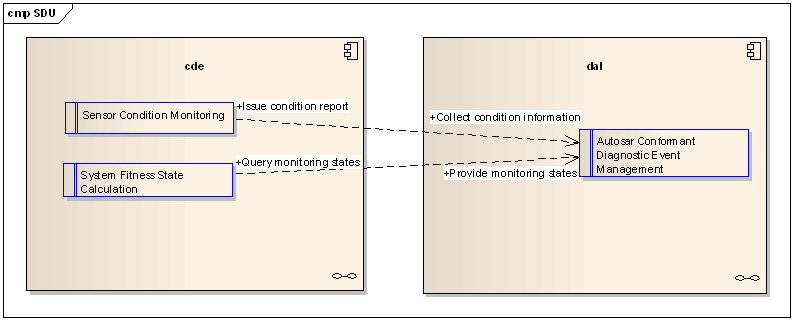 cmp SDU
cde
dal
Sensor Condition Monitoring
+Issue condition report
+Collect condition information
Autosar Conformant
Diagnostic Event
Management
System Fitness State
Calculation
+Query monitoring states
+Provide monitoring states